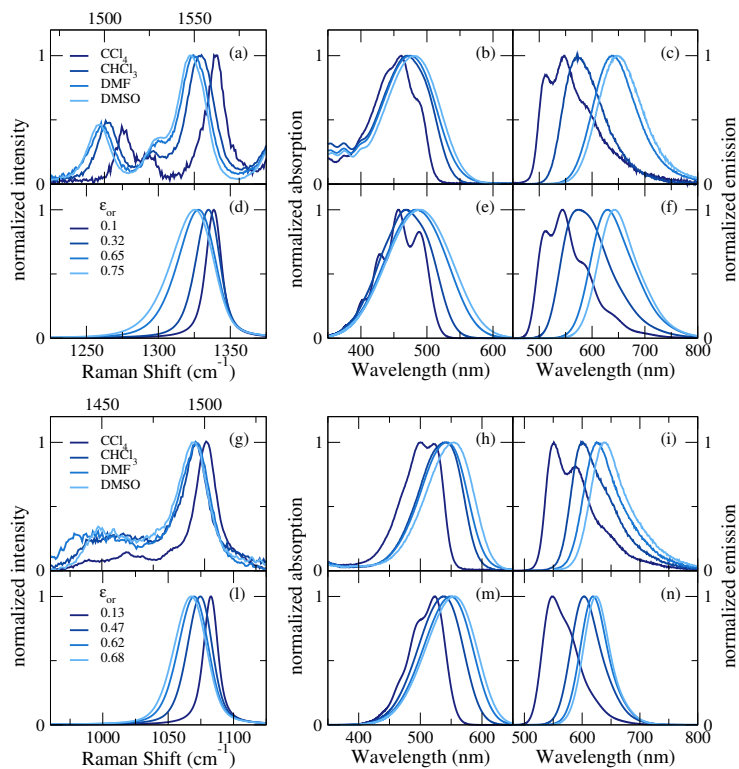 1500 1550
(a) (b) (c)
CCl4
CHCl3
DMF
DMSO
normalized intensity
normalized absorption
normalized emission
1 1 1
0 0 0
(d) (e) (f)
εor
0.1
0.32
0.65
0.75
1 1 1
0 0 0
1250 1300 1350
400 500 600 500 600 700 800
Raman Shift (cm-1) Wavelength (nm) Wavelength (nm)
1450 1500
(g) (h) (i)
CCl4
CHCl3
DMF
DMSO
normalized intensity
normalized absorption
normalized emission
1 1 1
0 0 0
(l) (m) (n)
εor
0.13
0.47
0.62
0.68
1 1 1
0 0 0
1000 1050 1100
400 500 600 500 600 700 800
Raman Shift (cm-1) Wavelength (nm) Wavelength (nm)